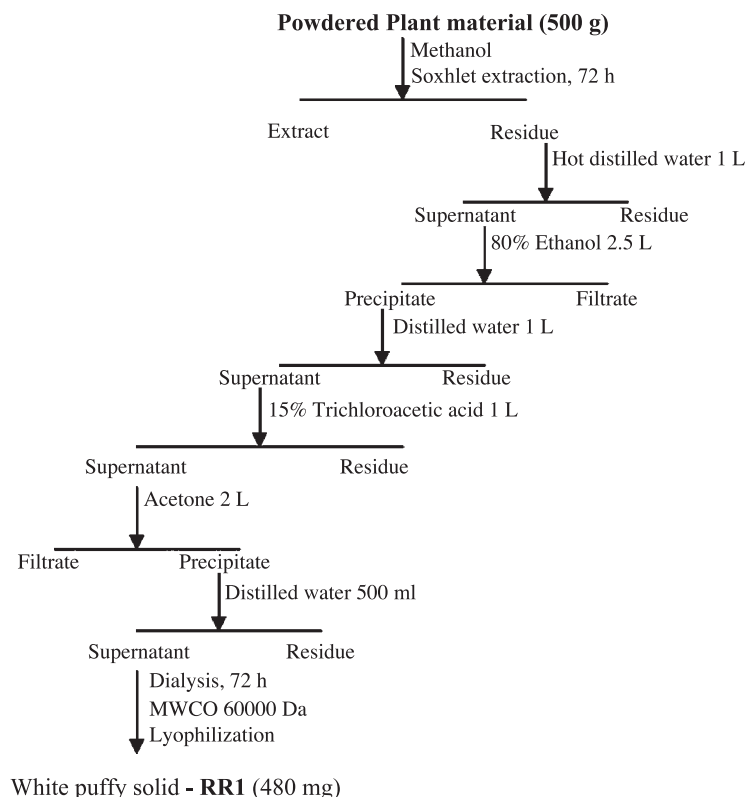 Powdered Plant material (500 g)
Methanol
Soxhlet extraction, 72 h
Extract Residue
Hot distilled water 1 L
Supernatant Residue
80% Ethanol 2.5 L
Precipitate Filtrate
Distilled water 1 L
Supernatant Residue
15% Trichloroacetic acid 1 L
Supernatant Residue
Acetone 2 L
Filtrate Precipitate
Distilled water 500 ml
Supernatant Residue
Dialysis, 72 h
MWCO 60000 Da
Lyophilization
White puffy solid - RR1 (480 mg)